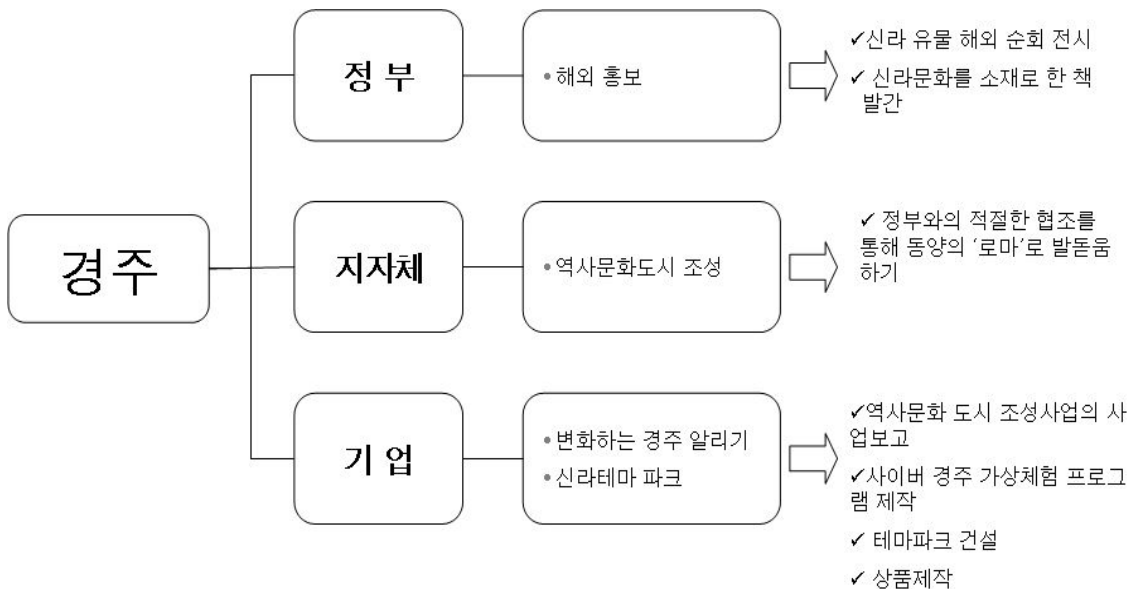 정 부
• 해외 홍보
✓신라 유물 해외 순회 전시
✓ 신라문화를 소재로 한 책
발간
경주
지자체
• 역사문화도시 조성
✓ 정부와의 적절한 협조를
통해 동양의 ‘로마’로 발돋움
하기
기 업
• 변화하는 경주 알리기
• 신라테마 파크
✓역사문화 도시 조성사업의 사
업보고
✓사이버 경주 가상체험 프로그
램 제작
✓ 테마파크 건설
✓ 상품제작